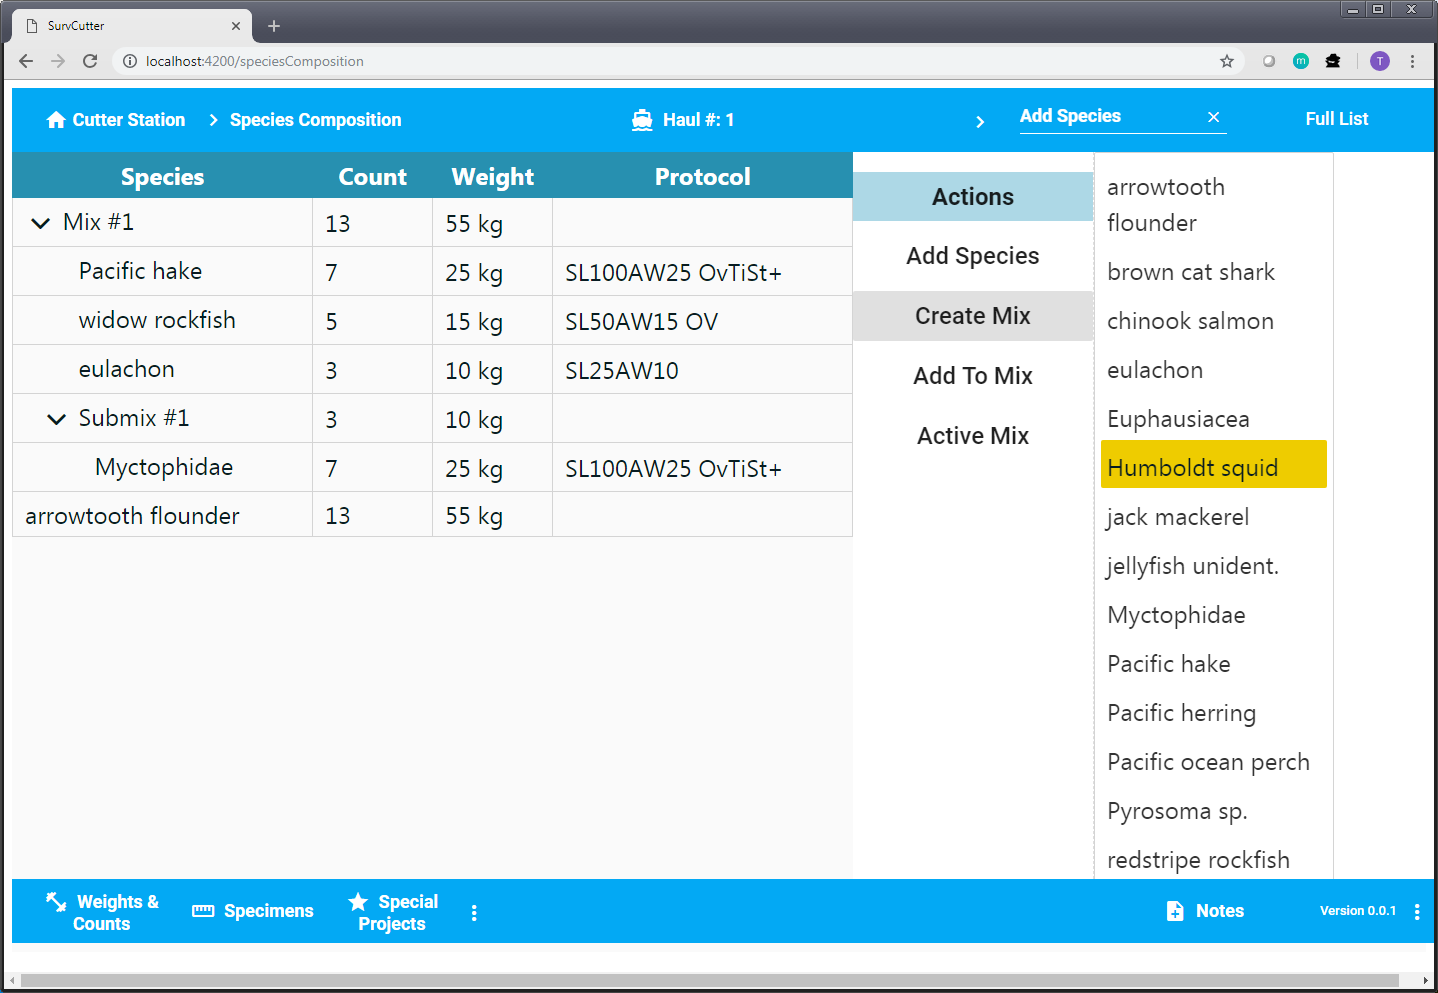 SurvCutter
localhost:4200/speciesComposition
m
T
Cutter Station
Species Composition
Haul #: 1
Add Species
Full List
Species Count Weight Protocol
Mix #1 13 55 kg
Pacific hake 7 25 kg SL100AW25 OvTiSt+
widow rockfish 5 15 kg SL50AW15 OV
eulachon 3 10 kg SL25AW10
Submix #1 3 10 kg
Myctophidae 7 25 kg SL100AW25 OvTiSt+
arrowtooth flounder 13 55 kg
Actions
Add Species
Create Mix
Add To Mix
Active Mix
arrowtooth
flounder
brown cat shark
chinook salmon
eulachon
Euphausiacea
Humboldt squid
jack mackerel
jellyfish unident.
Myctophidae
Pacific hake
Pacific herring
Pacific ocean perch
Pyrosoma sp.
redstripe rockfish
Weights &
Counts
Specimens
Special
Projects
Notes
Version 0.0.1